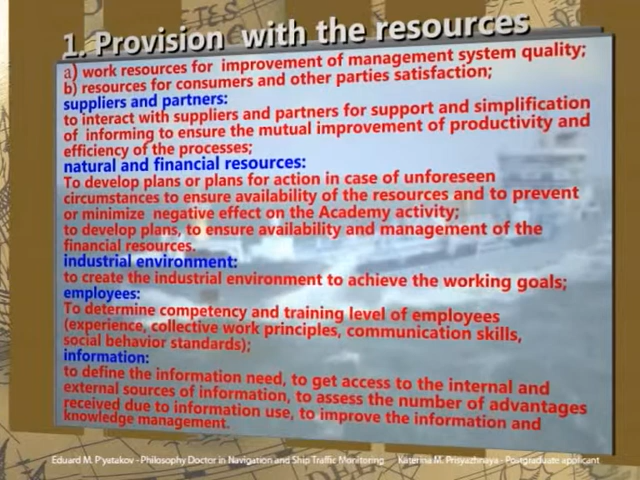 1. Provision with the resources
a) work resources for improvement of management system quality;
b) resources for consumers and other parties satisfaction;
suppliers and partners:
to interact with suppliers and partners for support and simplification
of informing to ensure the mutual improvement of productivity and
efficiency of the processes;
natural and financial resources:
To develop plans or plans for action in case of unforeseen
circumstances to ensure availability of the resources and to prevent
or minimize negative effect on the Academy activity;
to develop plans, to ensure availability and management of the
financial resources.
industrial environment:
to create the industrial environment to achieve the working goals;
employees:
To determine competency and training level of employees
(experience, collective work principles, communication skills,
social behavior standards);
information:
to define the information need, to get access to the internal and
external sources of information, to assess the number of advantages
received due to information use, to improve the information and
knowledge management.
Eduard M. P'yatakov - Philosophy Doctor in Navigation and Ship Traffic Monitoring Katerina M. Prisyazhnaya - Postgraduate applicant